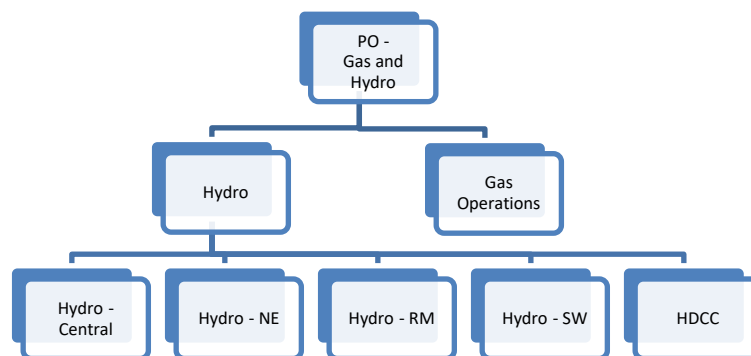 PO -
Gas and
Hydro
Hydro
Gas
Operations
Hydro -
Central
Hydro - NE
Hydro - RM
Hydro - SW
HDCC